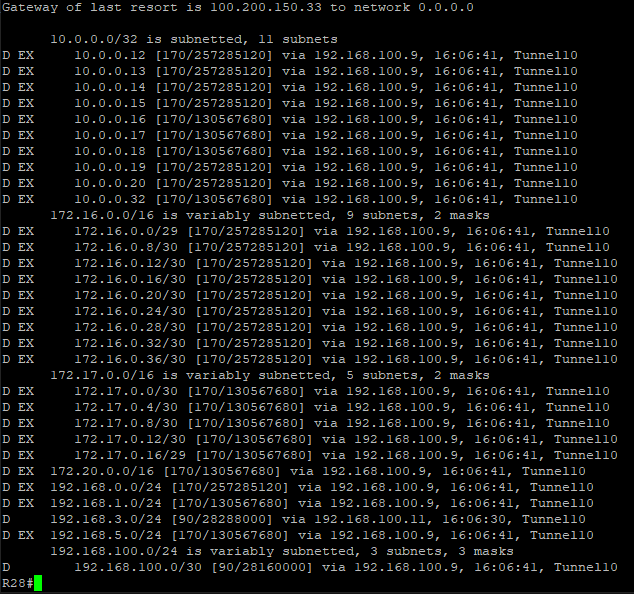 Gateway of last resort is 100.200.150.33 to network 0.0.0.0
10.0.0.0/32 is subnetted, 11 subnets
D EX 10.0.0.12 [170/257285120] via 192.168.100.9, 16:06:41, Tunnel10
D EX 10.0.0.13 [170/257285120] via 192.168.100.9, 16:06:41, Tunnel10
D EX 10.0.0.14 [170/257285120] via 192.168.100.9, 16:06:41, Tunnel10
D EX 10.0.0.15 [170/257285120] via 192.168.100.9, 16:06:41, Tunnel10
D EX 10.0.0.16 [170/130567680] via 192.168.100.9, 16:06:41, Tunnel10
D EX 10.0.0.17 [170/130567680] via 192.168.100.9, 16:06:41, Tunnel10
D EX 10.0.0.18 [170/130567680] via 192.168.100.9, 16:06:41, Tunnel10
D EX 10.0.0.19 [170/257285120] via 192.168.100.9, 16:06:41, Tunnel10
D EX 10.0.0.20 [170/257285120] via 192.168.100.9, 16:06:41, Tunnel10
D EX 10.0.0.32 [170/130567680] via 192.168.100.9, 16:06:41, Tunnel10
172.16.0.0/16 is variably subnetted, 9 subnets, 2 masks
D EX 172.16.0.0/29 [170/257285120] via 192.168.100.9, 16:06:41, Tunnel10
D EX 172.16.0.8/30 [170/257285120] via 192.168.100.9, 16:06:41, Tunnel10
D EX 172.16.0.12/30 [170/257285120] via 192.168.100.9, 16:06:41, Tunnel10
D EX 172.16.0.16/30 [170/257285120] via 192.168.100.9, 16:06:41, Tunnel10
D EX 172.16.0.20/30 [170/257285120] via 192.168.100.9, 16:06:41, Tunnel10
D EX 172.16.0.24/30 [170/257285120] via 192.168.100.9, 16:06:41, Tunnel10
D EX 172.16.0.28/30 [170/257285120] via 192.168.100.9, 16:06:41, Tunnel10
D EX 172.16.0.32/30 [170/257285120] via 192.168.100.9, 16:06:41, Tunnel10
D EX 172.16.0.36/30 [170/257285120] via 192.168.100.9, 16:06:41, Tunnel10
172.17.0.0/16 is variably subnetted, 5 subnets, 2 masks
D EX 172.17.0.0/30 [170/130567680] via 192.168.100.9, 16:06:41, Tunnel10
D EX 172.17.0.4/30 [170/130567680] via 192.168.100.9, 16:06:41, Tunnel10
D EX 172.17.0.8/30 [170/130567680] via 192.168.100.9, 16:06:41, Tunnel10
D EX 172.17.0.12/30 [170/130567680] via 192.168.100.9, 16:06:41, Tunnel10
D EX 172.17.0.16/29 [170/130567680] via 192.168.100.9, 16:06:41, Tunnel10
D EX 172.20.0.0/16 [170/130567680] via 192.168.100.9, 16:06:41, Tunnel10
D EX 192.168.0.0/24 [170/257285120] via 192.168.100.9, 16:06:41, Tunnel10
D EX 192.168.1.0/24 [170/130567680] via 192.168.100.9, 16:06:41, Tunnel10
D 192.168.3.0/24 [90/28288000] via 192.168.100.11, 16:06:30, Tunnel10
D EX 192.168.5.0/24 [170/130567680] via 192.168.100.9, 16:06:41, Tunnel10
192.168.100.0/24 is variably subnetted, 3 subnets, 3 masks
D 192.168.100.0/30 [90/28160000] via 192.168.100.9, 16:06:41, Tunnel10
R28#